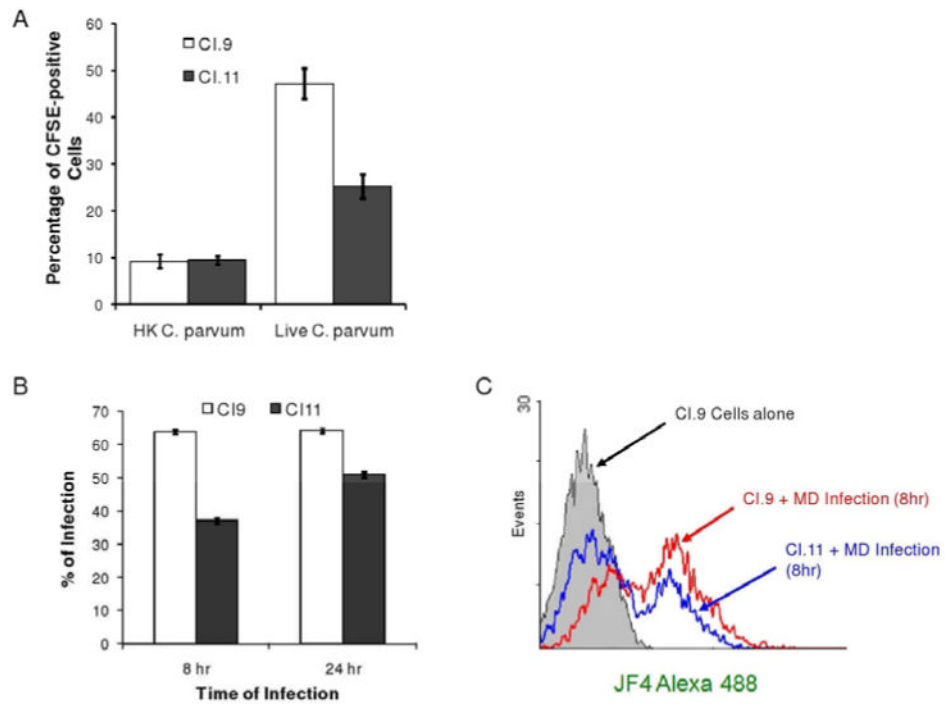 A
60
50
40
30
20
10
0
Percentage of CFSE-positive
Cells
Cl.9
Cl.11
HK C. parvum
Live C. parvum
B
70
60
50
40
30
20
10
0
% of Infection
Cl9
Cl11
8 hr
24 hr
Time of Infection
C
30
Events
Cl.9 Cells alone
Cl.9 + MD Infection (8hr)
Cl.11 + MD Infection
(8hr)
JF4 Alexa 488